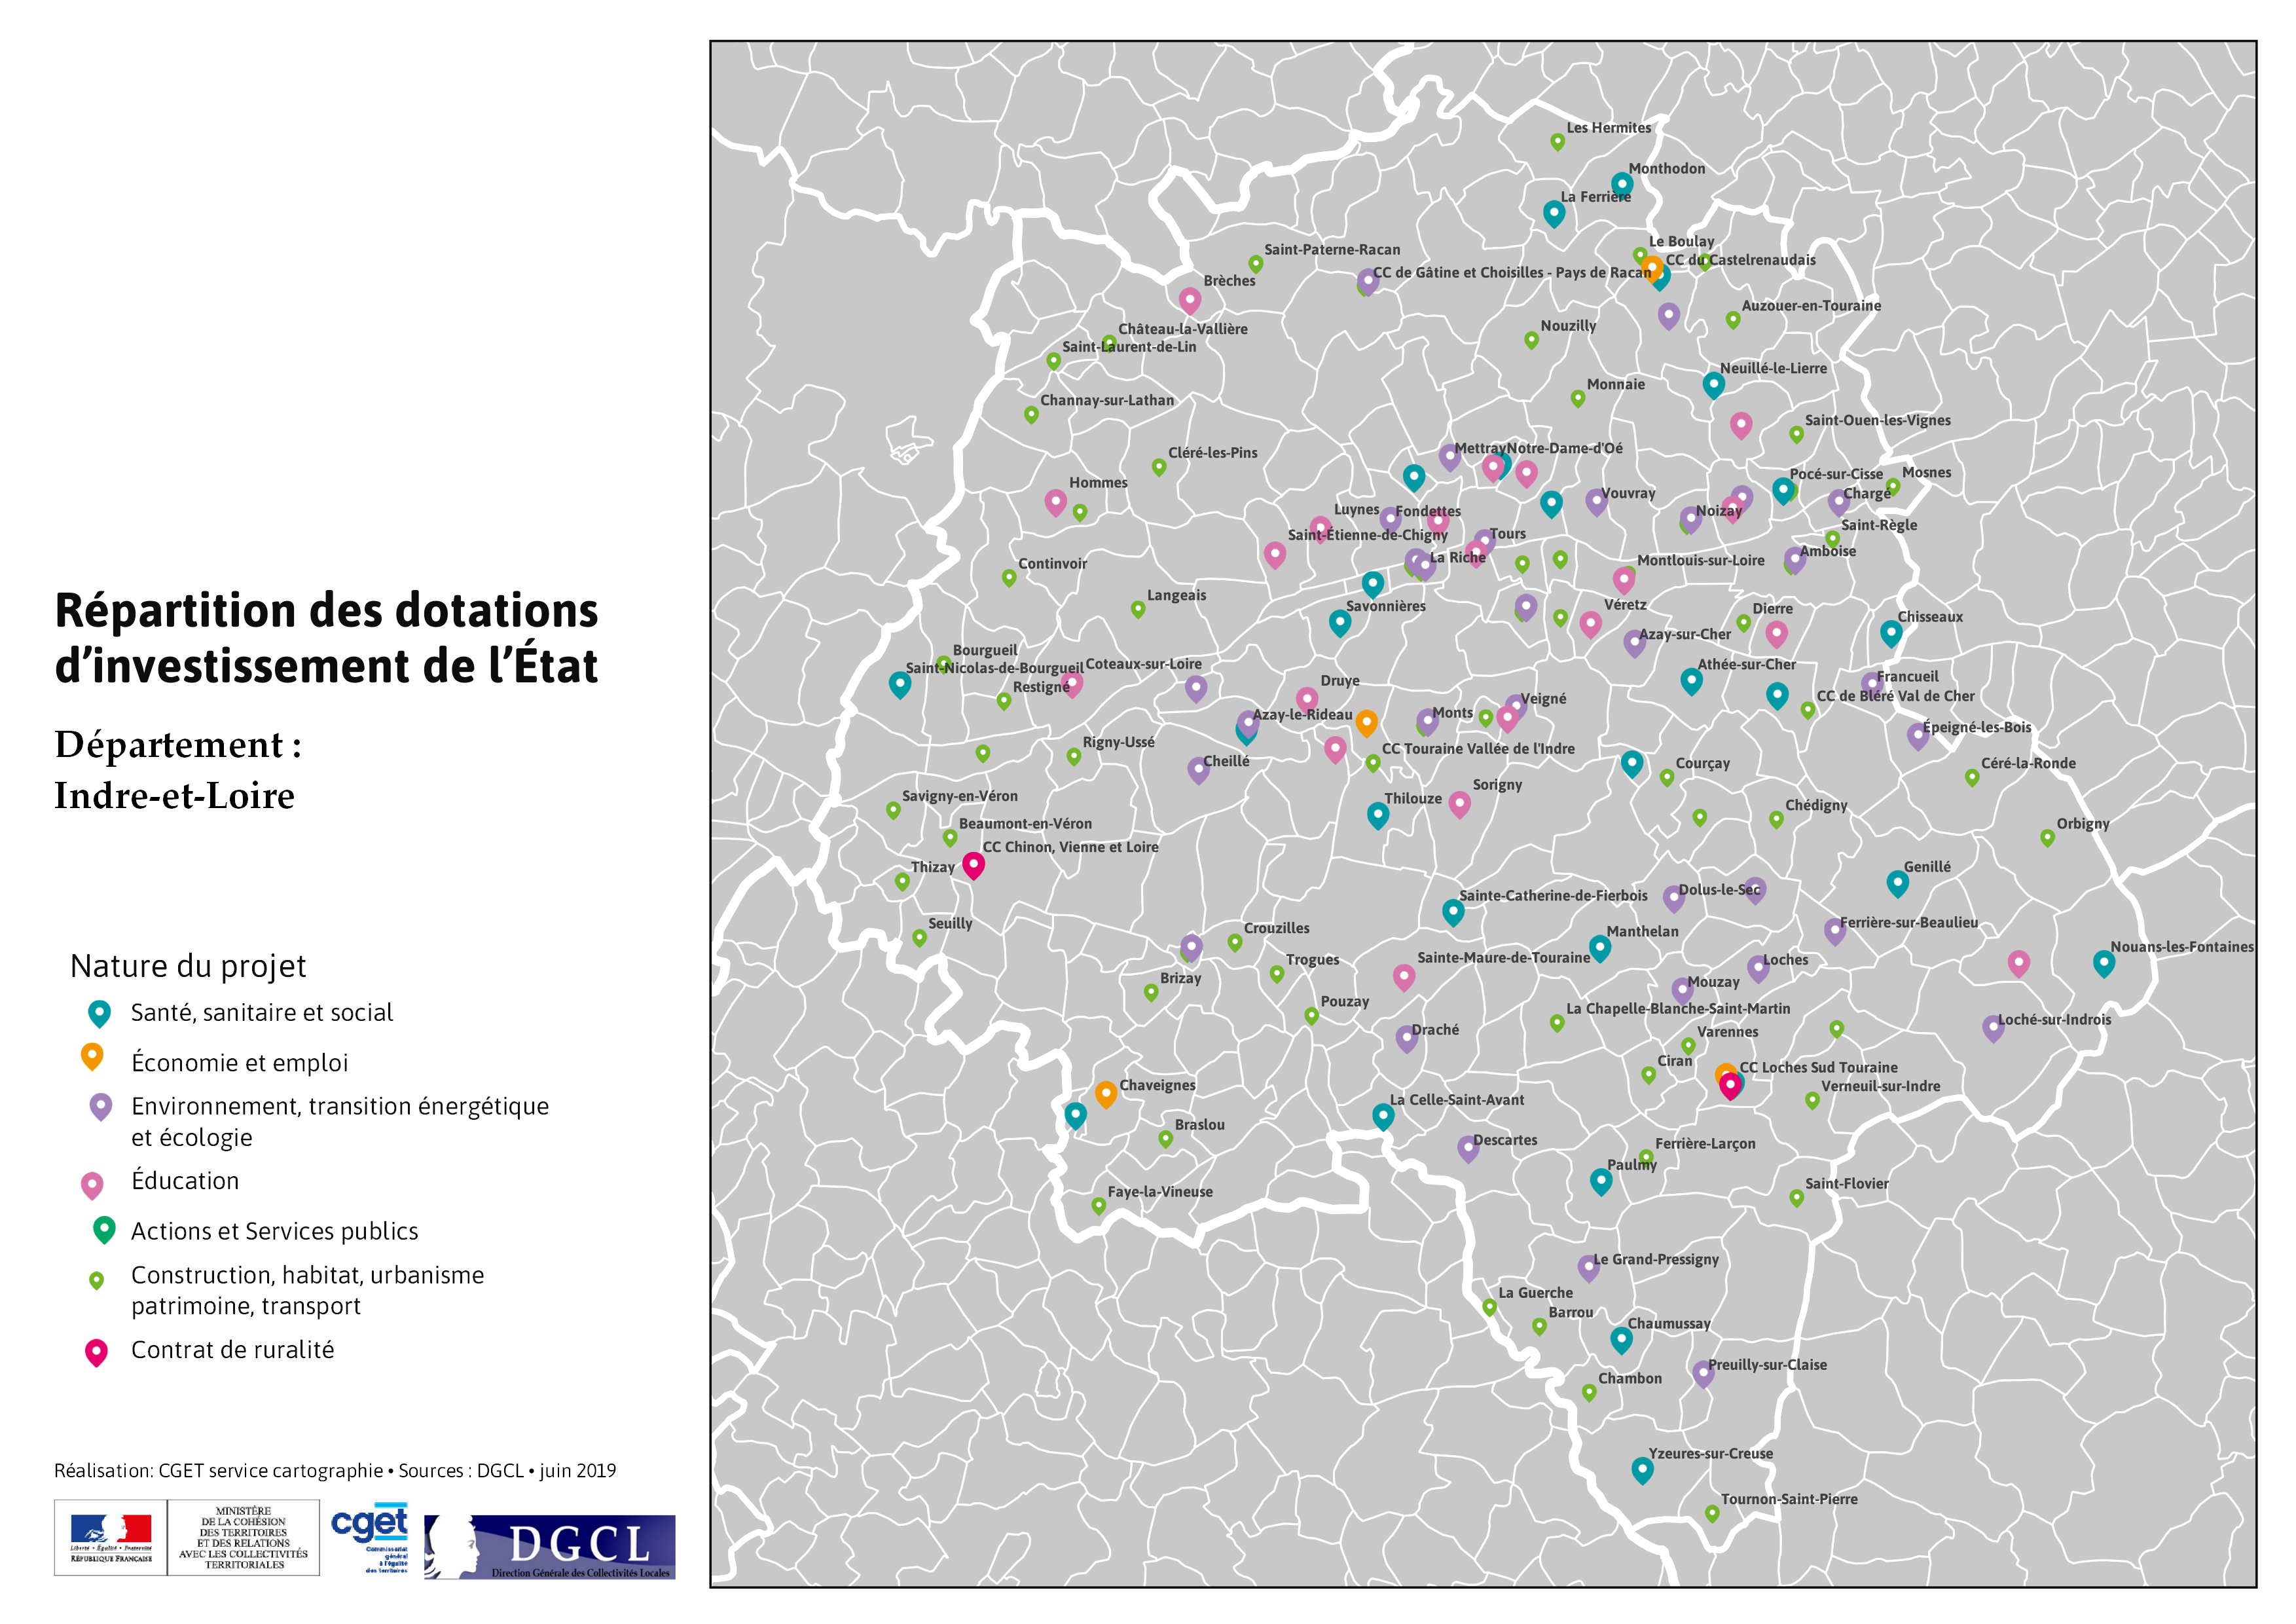 Répartition des dotations
d’investissement de l’État
Département :
Indre-et-Loire
Nature du projet
Santé, sanitaire et social
Économie et emploi
Environnement, transition énergétique
et écologie
Éducation
Actions et Services publics
Construction, habitat, urbanisme
patrimoine, transport
Contrat de ruralité
Réalisation: CGET service cartographie • Sources : DGCL • juin 2019
Liberté • Égalité • Fraternité
RÉPUBLIQUE FRANÇAISE
MINISTÈRE
DE LA COHÉSION
DES TERRITOIRES
ET DES RELATIONS
AVEC LES COLLECTIVITÉS
TERRITORIALES
cget
Commissariat
général
à l'égalité
des territoires
DGCL
Direction Générale des Collectivités Locales
Les Hermites
Monthodon
La Ferrière
Le Boulay
Saint-Paterne-Racan
CC du Castelrenaudais
CC de Gâtine et Choisilles - Pays de Racan
Brèches
Auzouer-en-Touraine
Château-la-Vallière
Nouzilly
Saint-Laurent-de-Lin
Neuillé-le-Lierre
Monnaie
Channay-sur-Lathan
Saint-Ouen-les-Vignes
Mettray
Notre-Dame-d'Oé
Cléré-les-Pins
Pocé-sur-Cisse
Mosnes
Hommes
Vouvray
Chargé
Luynes
Fondettes
Noizay
Saint-Règle
Saint-Étienne-de-Chigny
Tours
Amboise
La Riche
Montlouis-sur-Loire
Continvoir
Langeais
Savonnières
Véretz
Dierre
Chisseaux
Azay-sur-Cher
Bourgueil
Saint-Nicolas-de-Bourgueil
Coteaux-sur-Loire
Athée-sur-Cher
Francueil
Druye
Restigné
CC de Bléré Val de Cher
Veigné
Azay-le-Rideau
Monts
Épeigné-les-Bois
Rigny-Ussé
CC Touraine Vallée de l'Indre
Cheillé
Courçay
Céré-la-Ronde
Sorigny
Savigny-en-Véron
Thilouze
Chédigny
Beaumont-en-Véron
Orbigny
CC Chinon, Vienne et Loire
Thizay
Genillé
Dolus-le-Sec
Sainte-Catherine-de-Fierbois
Seuilly
Crouzilles
Ferrière-sur-Beaulieu
Manthelan
Nouans-les-Fontaines
Trogues
Sainte-Maure-de-Touraine
Loches
Brizay
Mouzay
Pouzay
La Chapelle-Blanche-Saint-Martin
Loché-sur-Indrois
Draché
Varennes
Ciran
CC Loches Sud Touraine
Chaveignes
Verneuil-sur-Indre
La Celle-Saint-Avant
Braslou
Descartes
Ferrière-Larçon
Paulmy
Saint-Flovier
Faye-la-Vineuse
Le Grand-Pressigny
La Guerche
Barrou
Chaumussay
Preuilly-sur-Claise
Chambon
Yzeures-sur-Creuse
Tournon-Saint-Pierre